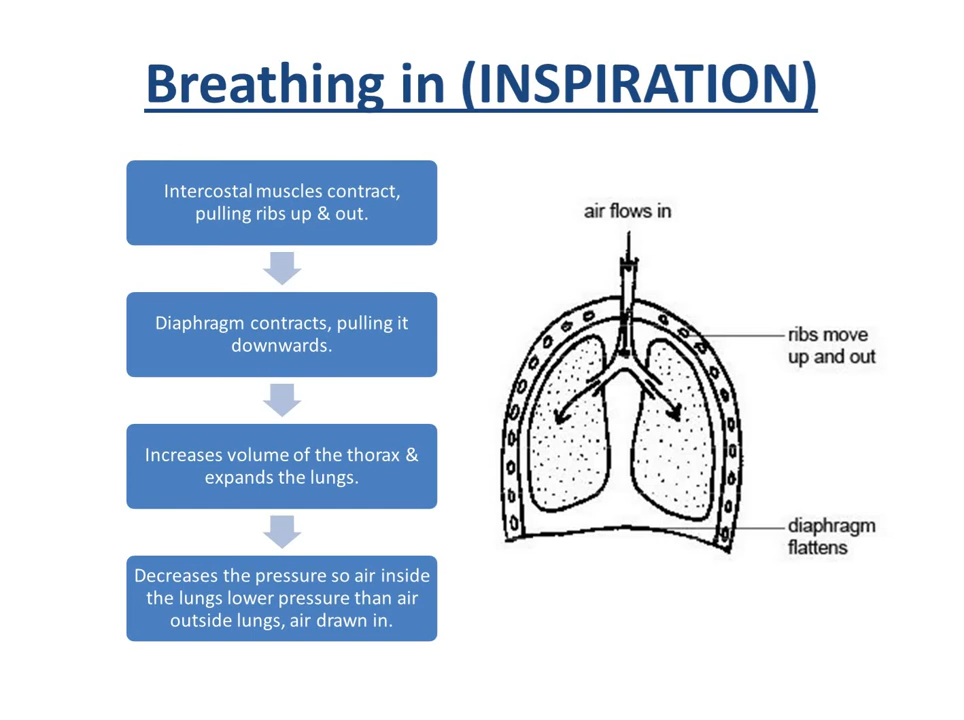 Breathing in (INSPIRATION)
Intercostal muscles contract,
pulling ribs up & out.
Diaphragm contracts, pulling it
downwards.
Increases volume of the thorax &
expands the lungs.
Decreases the pressure so air inside
the lungs lower pressure than air
outside lungs, air drawn in.
air flows in
ribs move
up and out
diaphragm
flattens